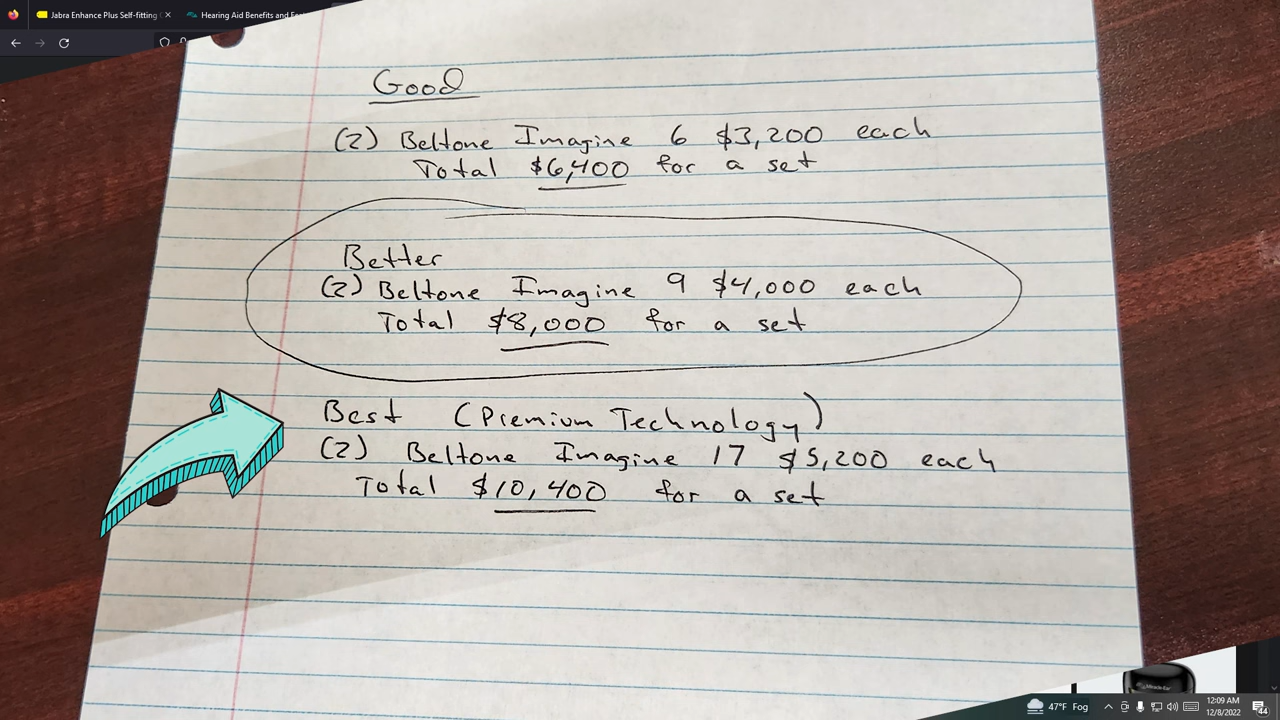 Jabra Enhance Plus Self-fitting
Hearing Aid Benefits and
Good
(2) Beltone Imagine 6 $3,200 each
Total $6,400 for a set
Better
(2) Beltone Imagine 9 $4,000 each
Total $8,000 for a set
Best (Premium Technology)
(2) Beltone Imagine 17 $5,200 each
Total $10,400 for a set
47°F Fog
12:09 AM
12/8/2022
44